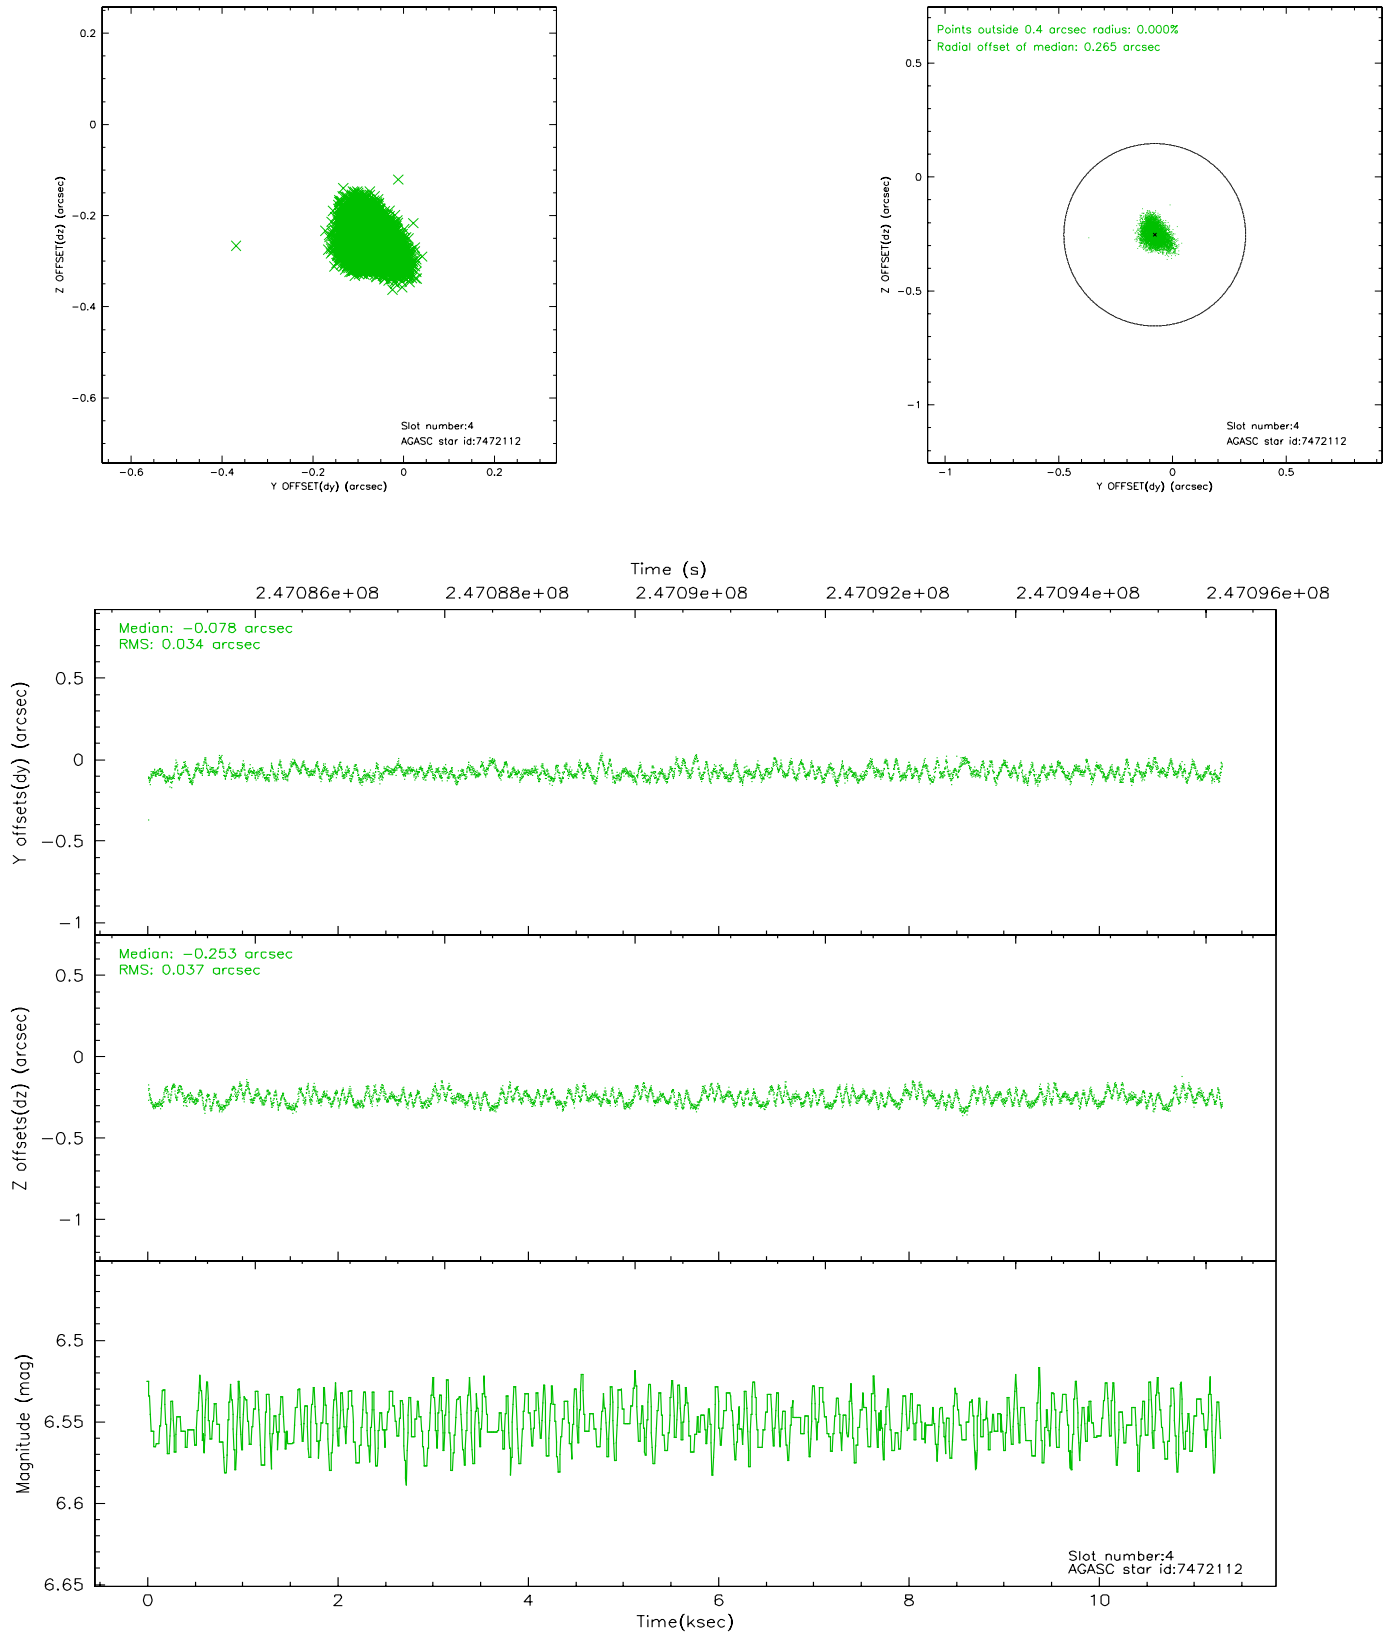 0.2
0
−0.2
−0.4
−0.6
Z OFFSET(dz) (arcsec)
−0.6
−0.4
−0.2
0
0.2
Y OFFSET(dy) (arcsec)
Slot number:4
AGASC star id:7472112
Points outside 0.4 arcsec radius: 0.000%
Radial offset of median: 0.265 arcsec
0.5
0
−0.5
−1
Z OFFSET(dz) (arcsec)
−1
−0.5
0
0.5
Y OFFSET(dy) (arcsec)
Slot number:4
AGASC star id:7472112
Time (s)
2.47086e+08
2.47088e+08
2.4709e+08
2.47092e+08
2.47094e+08
2.47096e+08
Median: −0.078 arcsec
RMS: 0.034 arcsec
0.5
0
−0.5
−1
Y offsets(dy) (arcsec)
Median: −0.253 arcsec
RMS: 0.037 arcsec
0.5
0
−0.5
−1
Z offsets(dz) (arcsec)
6.5
6.55
6.6
6.65
Magnitude (mag)
Slot number:4
AGASC star id:7472112
0
2
4
6
8
10
Time(ksec)